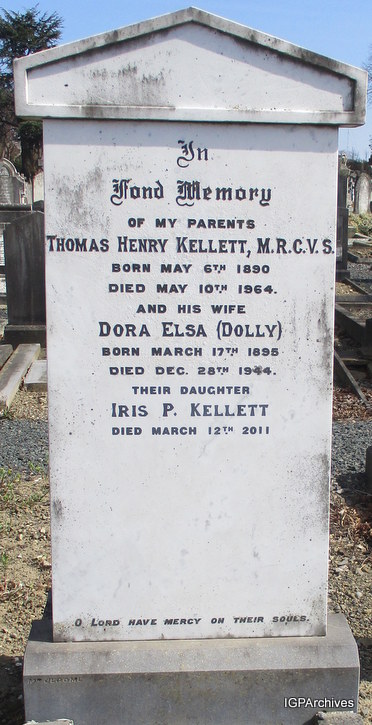 In
Fond Memory
OF MY PARENTS
THOMAS HENRY KELLETT, M.R.C.V.S.
BORN MAY 6TH 1890
DIED MAY 10TH 1964.
AND HIS WIFE
DORA ELSA (DOLLY)
BORN MARCH 17TH 1895
DIED DEC. 28TH 1944.
THEIR DAUGHTER
IRIS P. KELLETT
DIED MARCH 12TH 2011
O LORD HAVE MERCY ON THEIR SOULS.
IGPArchives